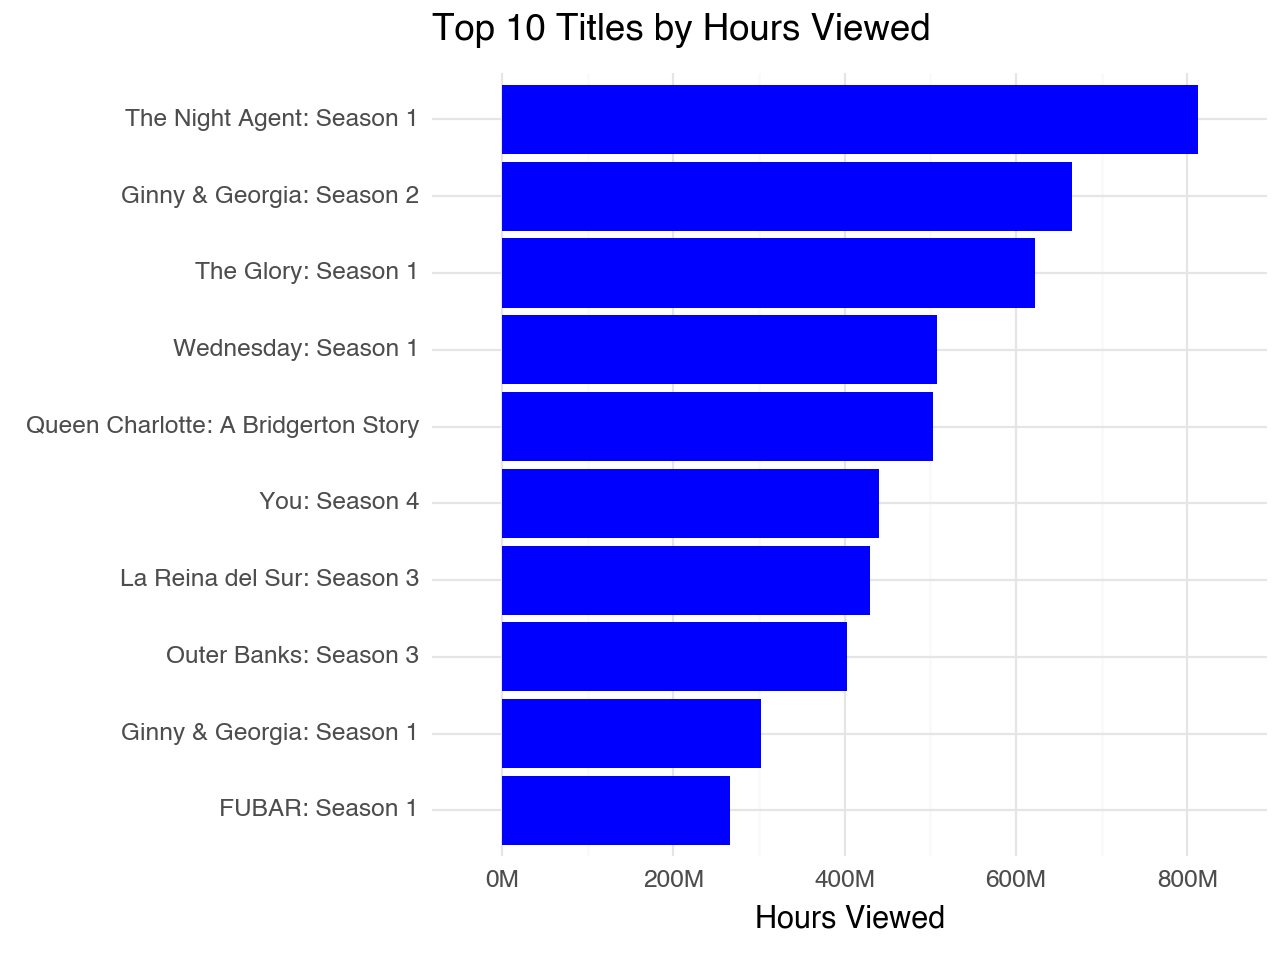 Top 10 Titles by Hours Viewed
The Night Agent: Season 1
Ginny & Georgia: Season 2
The Glory: Season 1
Wednesday: Season 1
Queen Charlotte: A Bridgerton Story
You: Season 4
La Reina del Sur: Season 3
Outer Banks: Season 3
Ginny & Georgia: Season 1
FUBAR: Season 1
0M 200M 400M 600M 800M
Hours Viewed